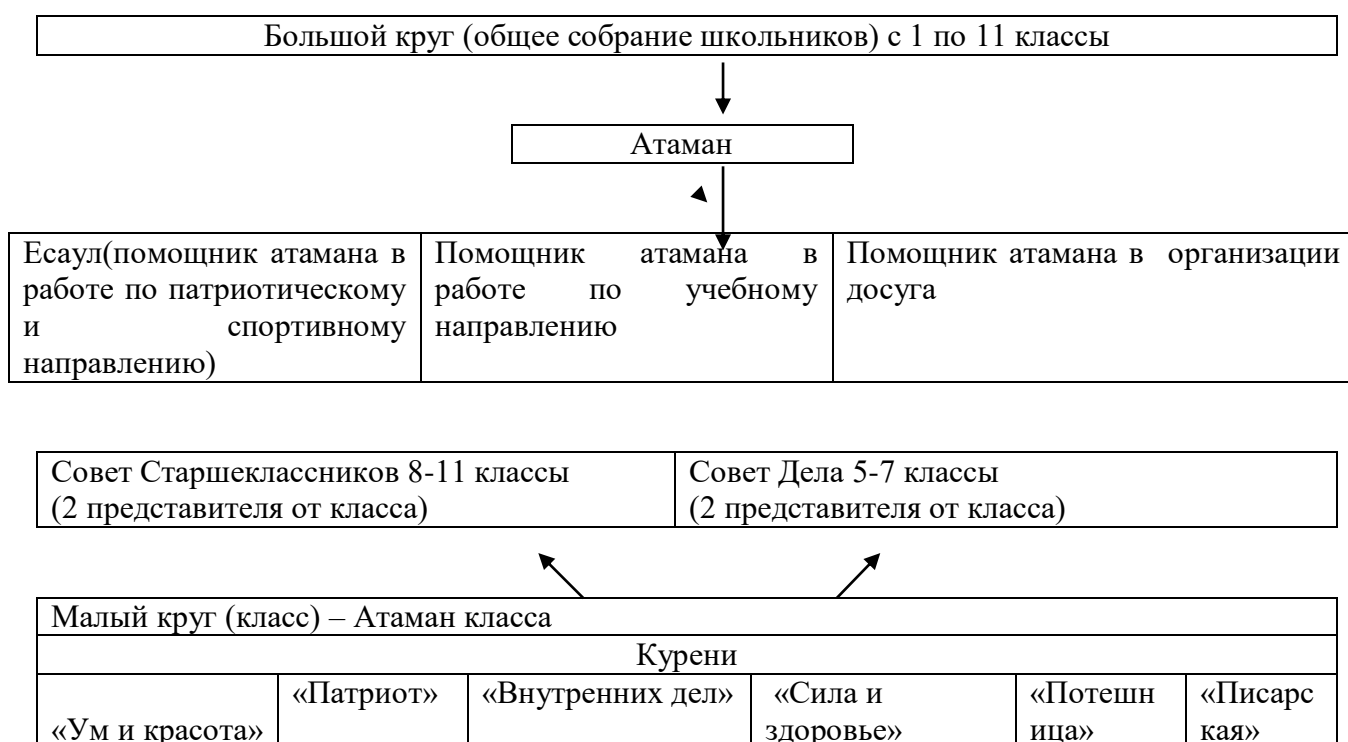 Большой круг (общее собрание школьников) с 1 по 11 классы
Атаман
Есаул(помощник атамана в
работе по патриотическому
и спортивному
направлению)
Помощник атамана в
работе по учебному
направлению
Помощник атамана в организации
досуга
Совет Старшеклассников 8-11 классы
(2 представителя от класса)
Совет Дела 5-7 классы
(2 представителя от класса)
Малый круг (класс) – Атаман класса
Курени
«Ум и красота»
«Патриот»
«Внутренних дел»
«Сила и
здоровье»
«Потешн
ица»
«Писарс
кая»